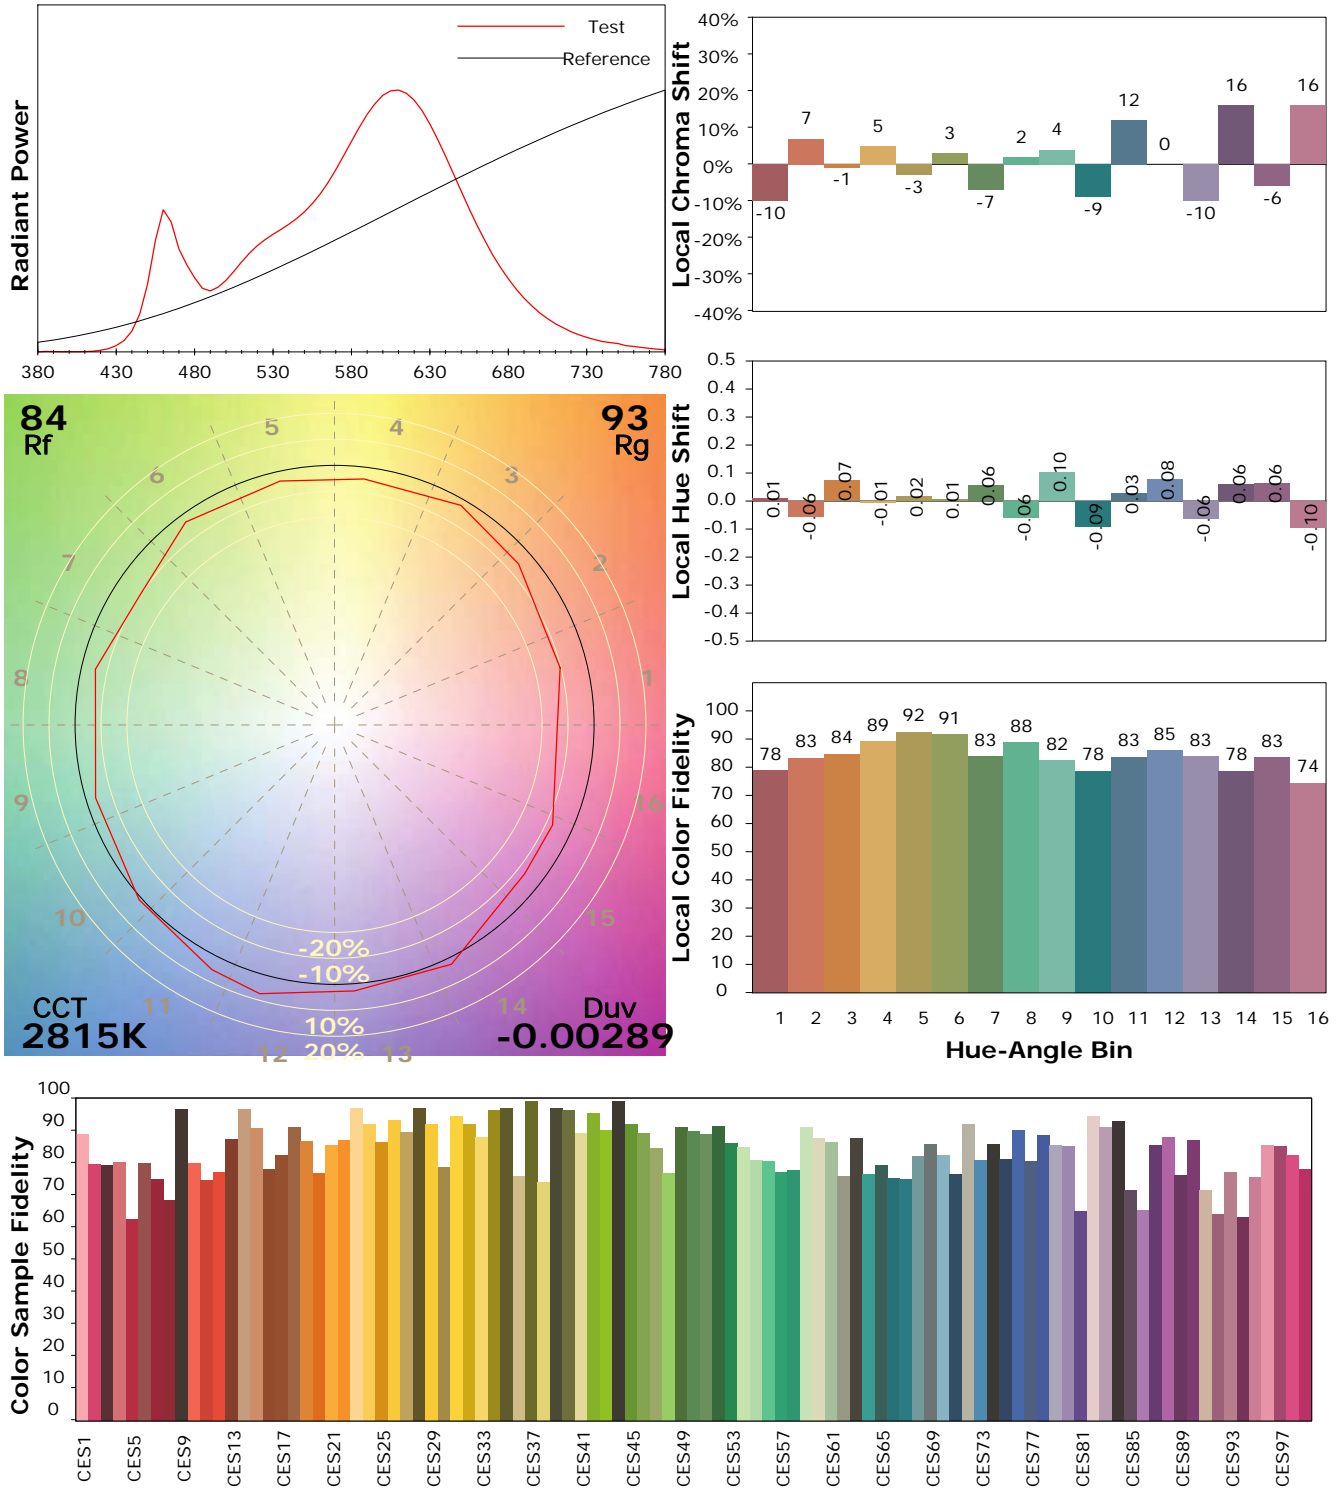 Test
Reference
Radiant Power
380 430 480 530 580 630 680 730 780
Local Chroma Shift
40%
30%
20%
10%
0%
-10%
-20%
-30%
-40%
-10 7 -1 5 -3 3 -7 2 4 -9 12 0 -10 16 -6 16
84
Rf
93
Rg
CCT
2815K
Duv
-0.00289
1 2 3 4 5 6 7 8 9 10 11 12 13 14 15 16
-20%
-10%
10%
20%
Local Hue Shift
0.5
0.4
0.3
0.2
0.1
0.0
-0.1
-0.2
-0.3
-0.4
-0.5
0.01 -0.06 0.07 -0.01 0.02 0.01 0.06 -0.06 0.10 -0.09 0.03 0.08 -0.06 0.06 0.06 -0.10
Local Color Fidelity
100
90
80
70
60
50
40
30
20
10
0
78 83 84 89 92 91 83 88 82 78 83 85 83 78 83 74
1 2 3 4 5 6 7 8 9 10 11 12 13 14 15 16
Hue-Angle Bin
Color Sample Fidelity
100
90
80
70
60
50
40
30
20
10
0
CES1 CES5 CES9 CES13 CES17 CES21 CES25 CES29 CES33 CES37 CES41 CES45 CES49 CES53 CES57 CES61 CES65 CES69 CES73 CES77 CES81 CES85 CES89 CES93 CES97